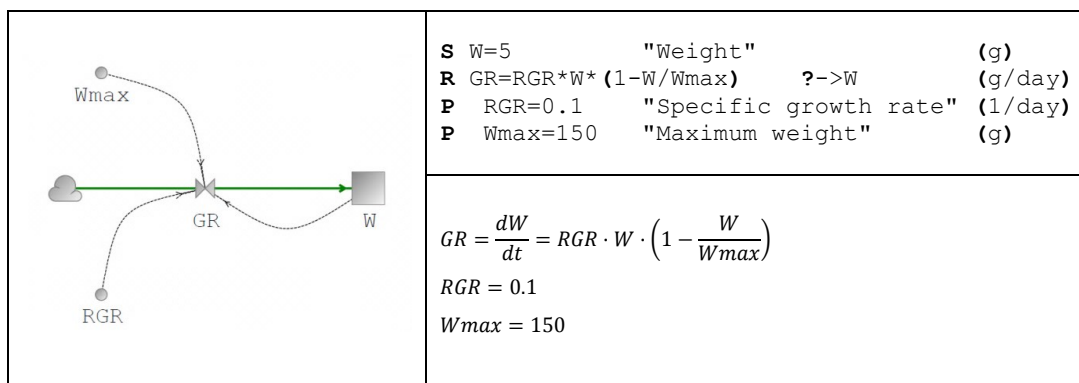 Wmax
GR
W
RGR
S W=5 "Weight" (g)
R GR=RGR*W*(1-W/Wmax) ?->W (g/day)
P RGR=0.1 "Specific growth rate" (1/day)
P Wmax=150 "Maximum weight" (g)
GR = dW/dt = RGR · W · (1 − W/Wmax)
RGR = 0.1
Wmax = 150